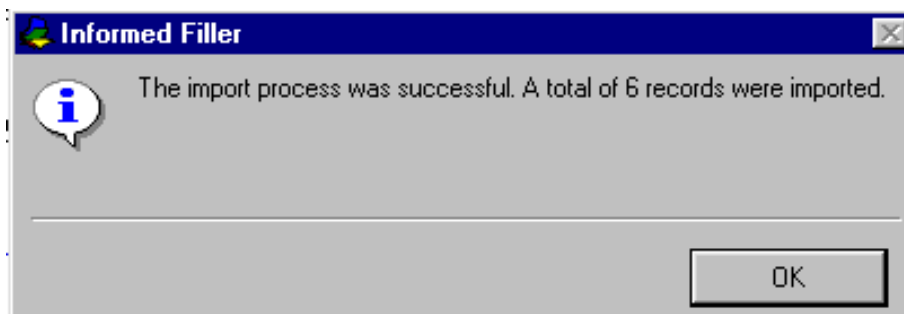 Informed Filler
The import process was successful. A total of 6 records were imported.
OK